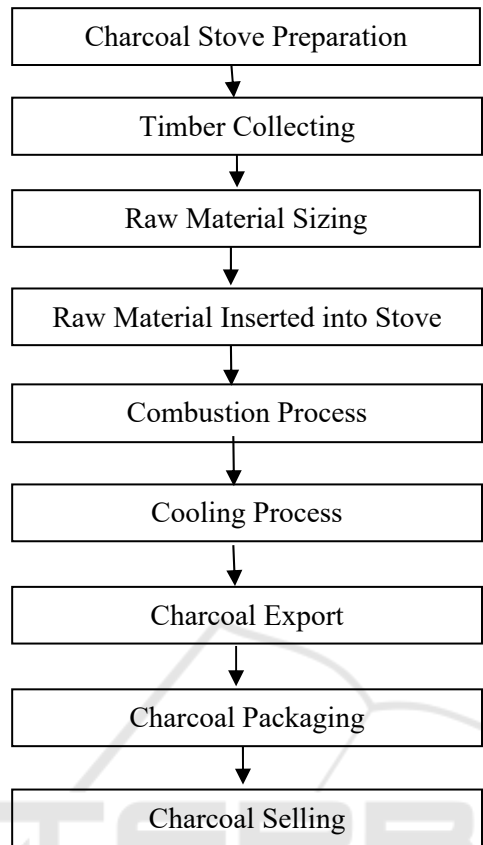 Charcoal Stove Preparation
Timber Collecting
Raw Material Sizing
Raw Material Inserted into Stove
Combustion Process
Cooling Process
Charcoal Export
Charcoal Packaging
Charcoal Selling